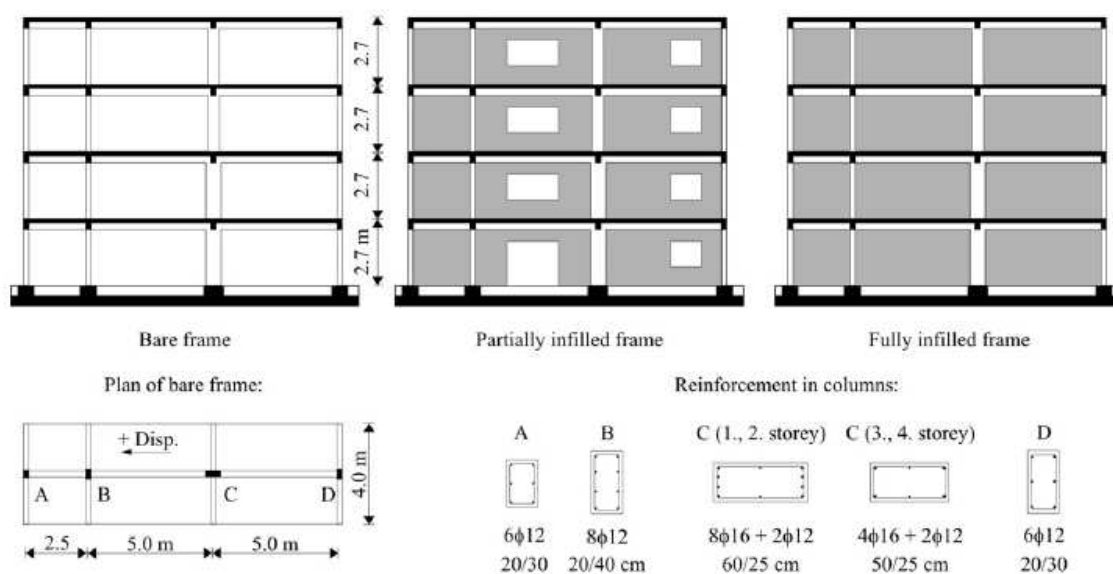 2.7
2.7
2.7
2.7 m
Bare frame
Partially infilled frame
Fully infilled frame
Plan of bare frame:
+ Disp.
A
B
C
D
4.0 m
2.5
5.0 m
5.0 m
Reinforcement in columns:
A
B
C (1., 2. storey)
C (3., 4. storey)
D
6ϕ12
8ϕ12
8ϕ16 + 2ϕ12
4ϕ16 + 2ϕ12
6ϕ12
20/30
20/40 cm
60/25 cm
50/25 cm
20/30